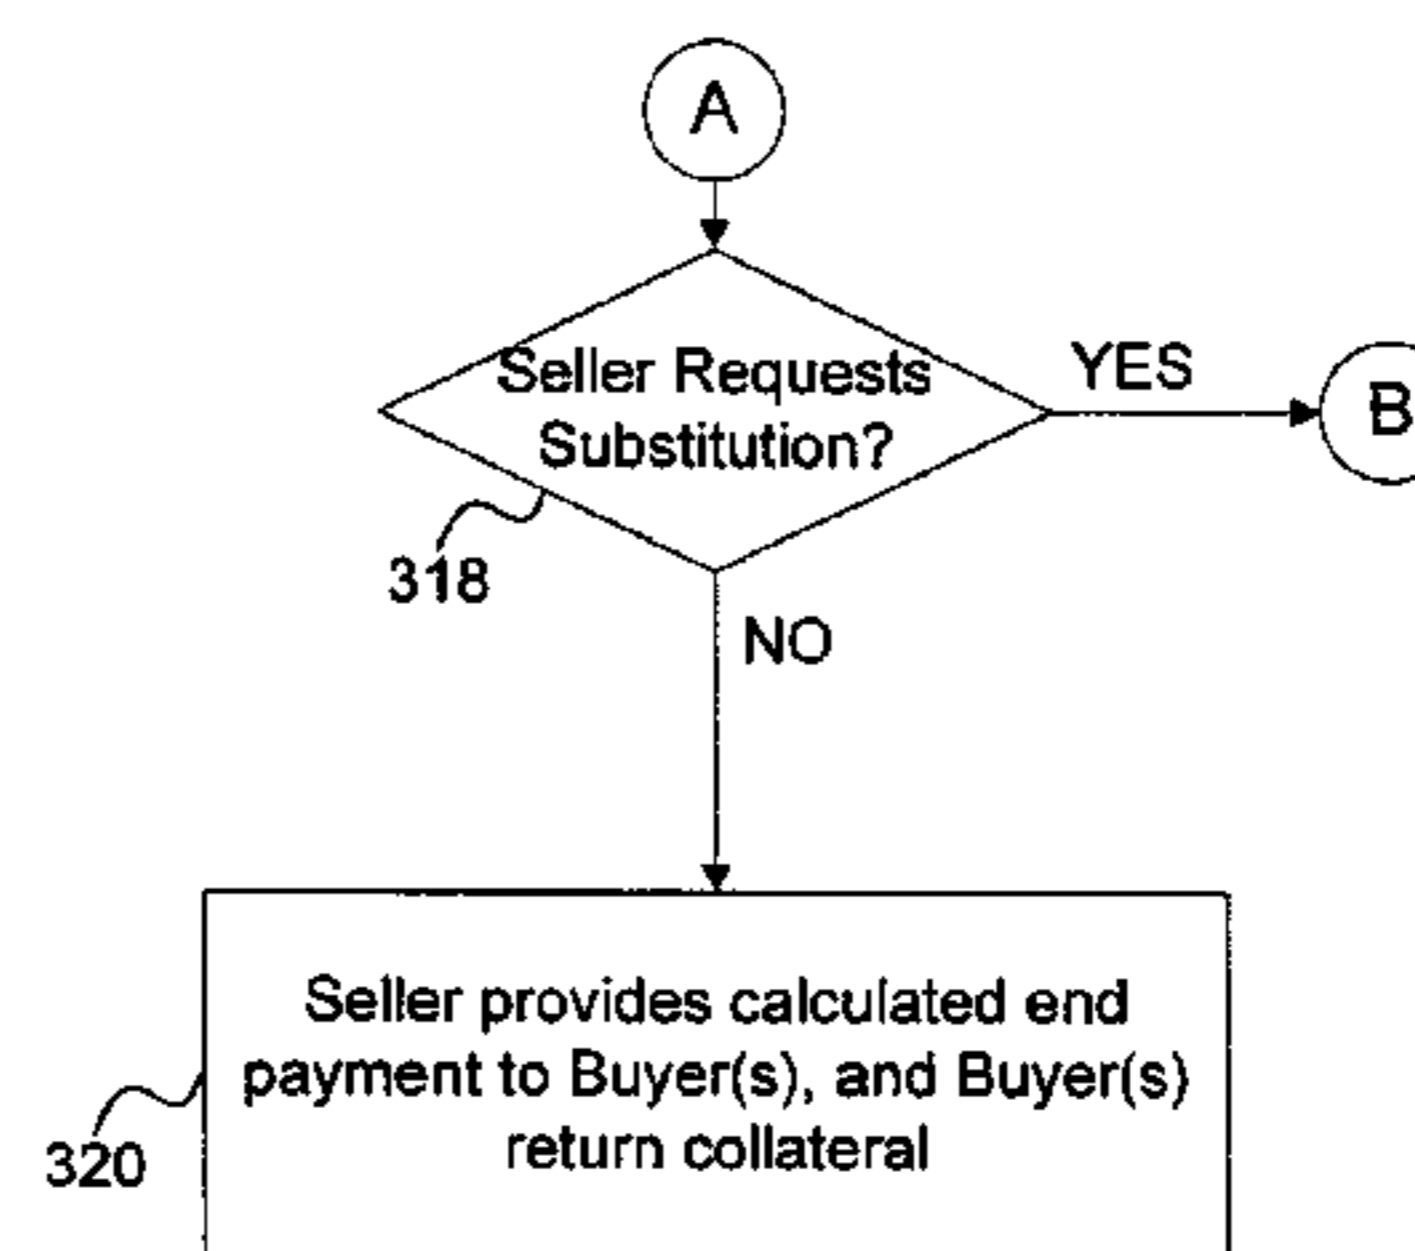 A
Seller Requests
Substitution?
YES
B
318
NO
Seller provides calculated end
payment to Buyer(s), and Buyer(s)
return collateral
320